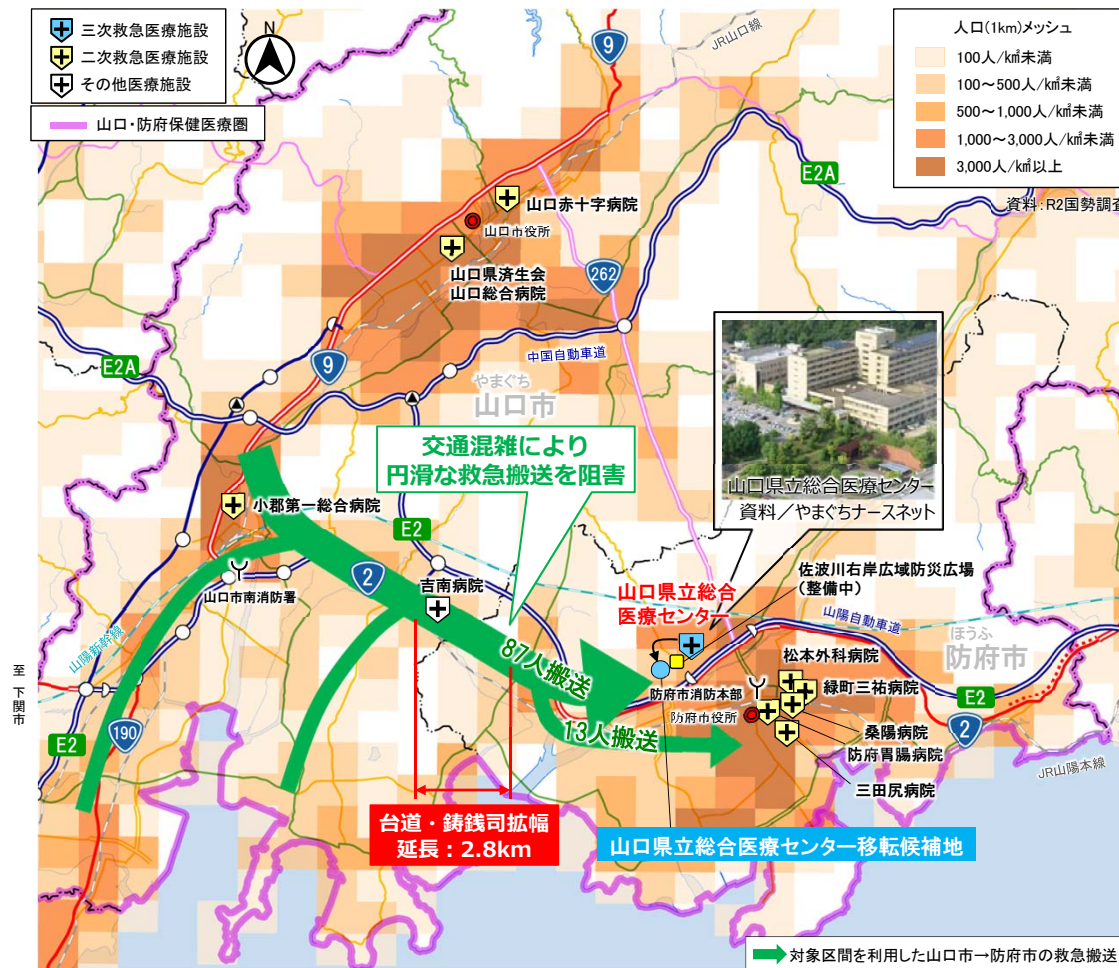 三次救急医療施設
二次救急医療施設
その他医療施設
山口・防府保健医療圏
N
人口(1km)メッシュ
100人/k㎡未満
100～500人/k㎡未満
500～1,000人/k㎡未満
1,000～3,000人/k㎡未満
3,000人/k㎡以上
資料:R2国勢調査
9
JR山口線
E2A
山口赤十字病院
山口市役所
山口県済生会
山口総合病院
262
9
中国自動車道
E2A
やまぐち
山口市
交通混雑により
円滑な救急搬送を阻害
山口県立総合医療センター
資料／やまぐちナースネット
小郡第一総合病院
E2
2
吉南病院
山口市南消防署
山陽新幹線
佐波川右岸広域防災広場
(整備中)
山口県立総合
医療センター
山陽自動車道
ほうふ
防府市
松本外科病院
緑町三祐病院
防府市消防本部
防府市役所
桑陽病院
防府胃腸病院
三田尻病院
E2
2
JR山陽本線
87人搬送
13人搬送
至 下関市
190
E2
台道・鋳銭司拡幅
延長：2.8km
山口県立総合医療センター移転候補地
対象区間を利用した山口市→防府市の救急搬送